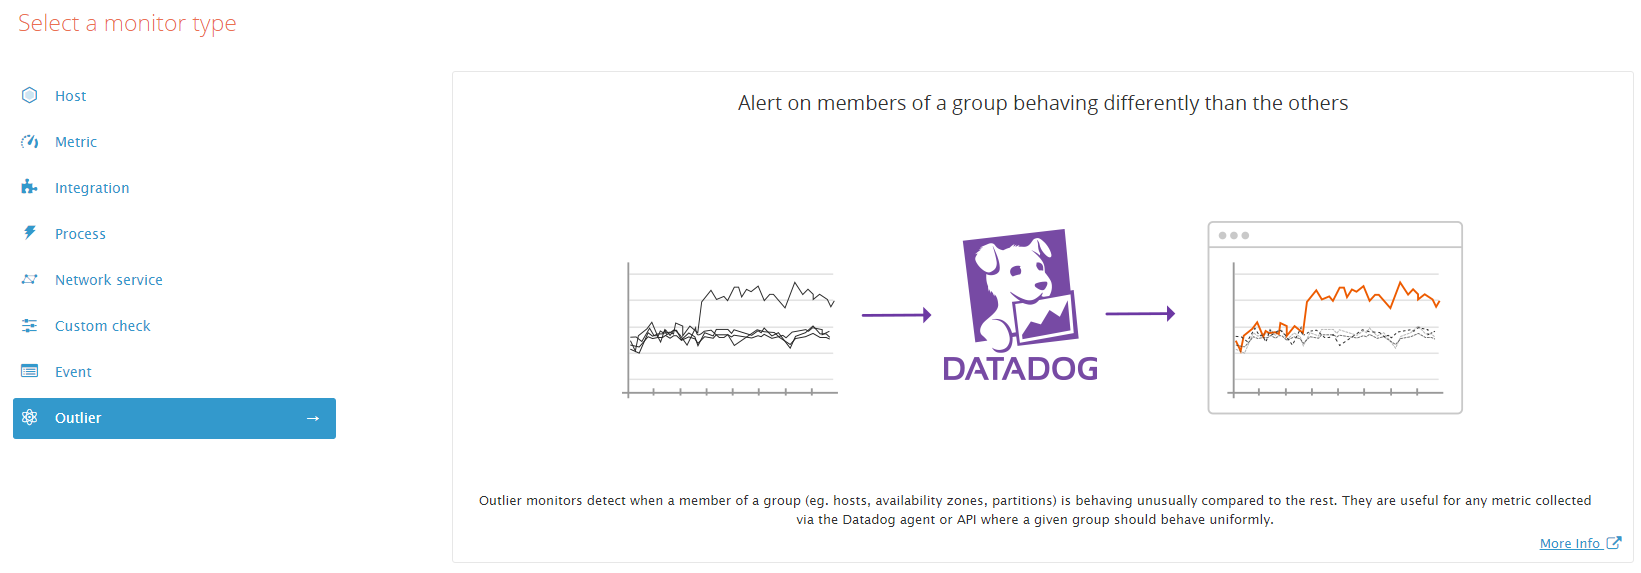 Select a monitor type
Host
Metric
Integration
Process
Network service
Custom check
Event
Outlier →
Alert on members of a group behaving differently than the others
DATADOG
Outlier monitors detect when a member of a group (eg. hosts, availability zones, partitions) is behaving unusually compared to the rest. They are useful for any metric collected
via the Datadog agent or API where a given group should behave uniformly.
More Info